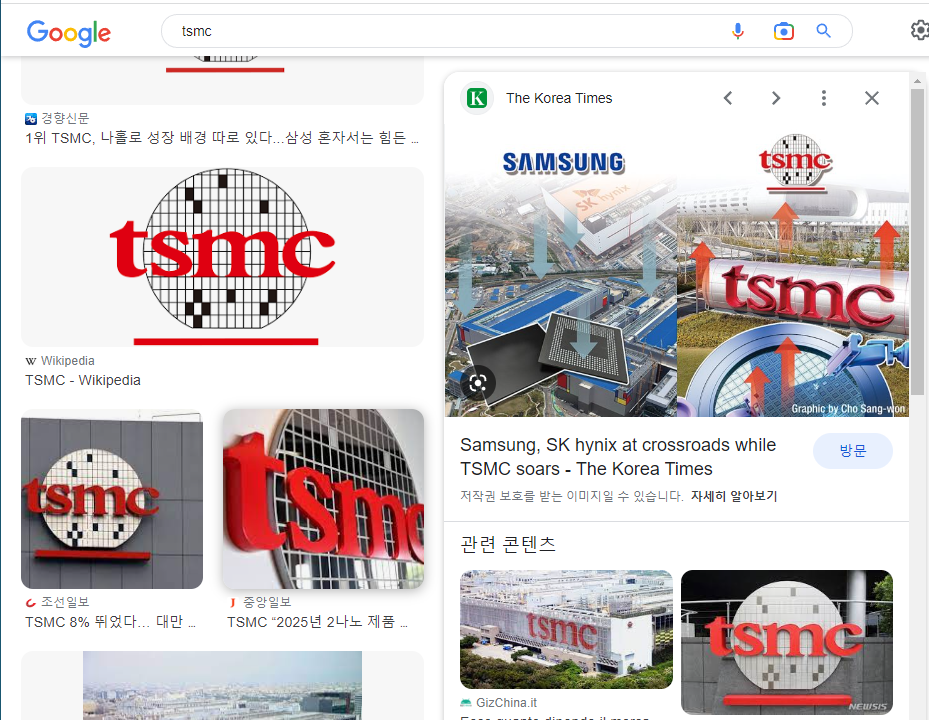 Google
tsmc
경향신문
1위 TSMC, 나홀로 성장 배경 따로 있다...삼성 혼자서는 힘든 ...
tsmc
W Wikipedia
TSMC - Wikipedia
tsmc
tsmc
조선일보
TSMC 8% 뛰었다... 대만 ...
중앙일보
TSMC “2025년 2나노 제품 ...
K The Korea Times
SAMSUNG
SK hynix
tsmc
tsmc
Graphic by Cho Sang-won
Samsung, SK hynix at crossroads while
TSMC soars - The Korea Times
방문
저작권 보호를 받는 이미지일 수 있습니다. 자세히 알아보기
관련 콘텐츠
tsmc
tsmc
NEWSIS
GizChina.it